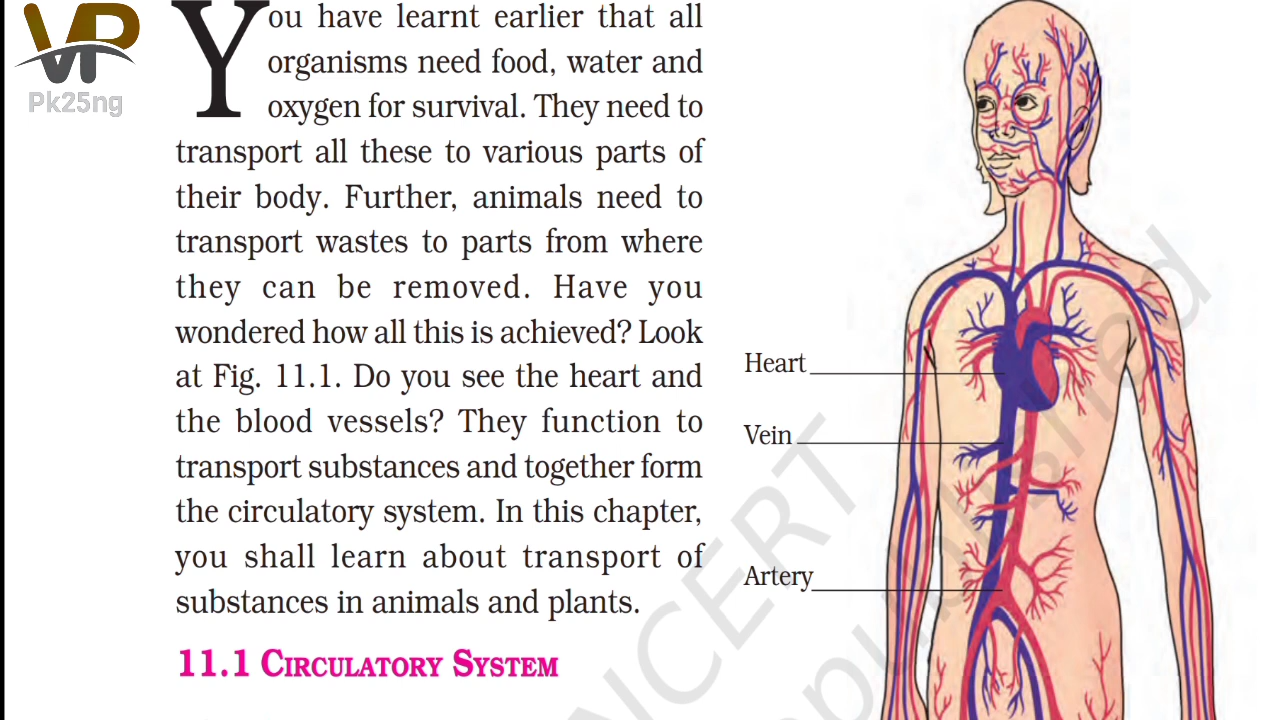 VP
Pk25ng
You have learnt earlier that all
organisms need food, water and
oxygen for survival. They need to
transport all these to various parts of
their body. Further, animals need to
transport wastes to parts from where
they can be removed. Have you
wondered how all this is achieved? Look
at Fig. 11.1. Do you see the heart and
the blood vessels? They function to
transport substances and together form
the circulatory system. In this chapter,
you shall learn about transport of
substances in animals and plants.
11.1 CIRCULATORY SYSTEM
Heart
Vein
Artery
NCERT